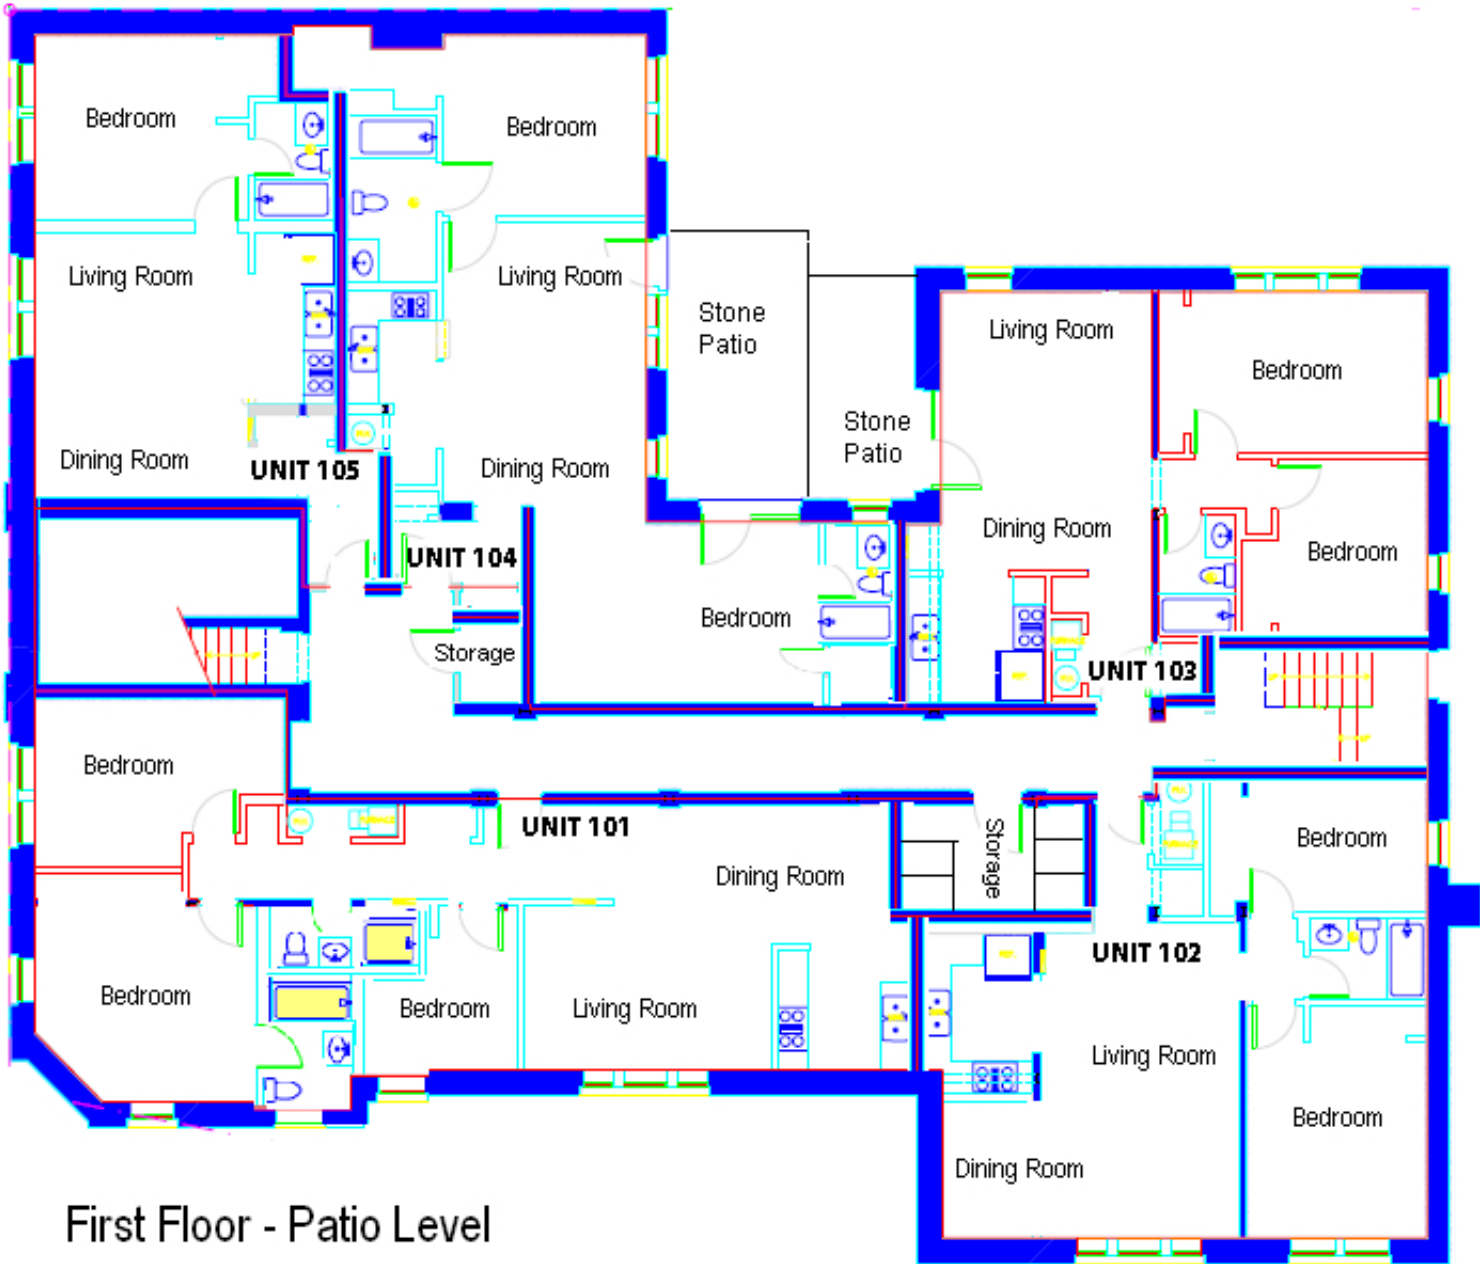 Bedroom
Bedroom
Living Room
Living Room
Stone
Patio
Living Room
Bedroom
Stone
Patio
Dining Room
UNIT 105
Dining Room
Dining Room
Bedroom
UNIT 104
Bedroom
Storage
UNIT 103
Bedroom
UNIT 101
Storage
Bedroom
Dining Room
UNIT 102
Bedroom
Bedroom
Living Room
Living Room
Bedroom
Dining Room
First Floor - Patio Level